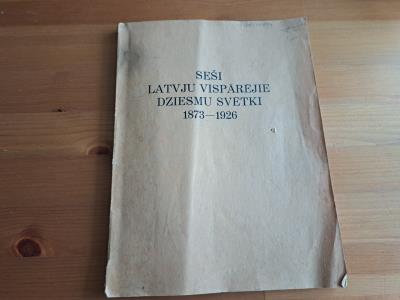 SEŠI
LATVJU VISPĀREJIE
DZIESMU SVĒTKI
1873—1926